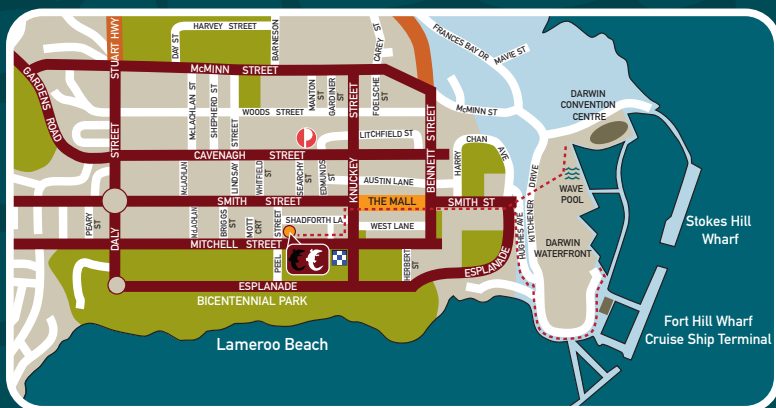 HARVEY STREET
DAY ST
BARNESON
CAREY ST
STUART HWY
FRANCES BAY DR
MAVIE ST
McMINN STREET
GARDENS ROAD
McLACHLAN ST
SHEPHERD ST
MANTON ST
GARDINER ST
STREET
FOELSCHE ST
McMINN ST
DARWIN
CONVENTION
CENTRE
WOODS STREET
LINDSAY STREET
P
LITCHFIELD ST
BENNETT STREET
CHAN
AVE
HARRY
CAVENAGH STREET
STREET
McLACHLAN
WHITFIELD ST
SEARCHY ST
EDMUNDS ST
KNUCKEY
AUSTIN LANE
KITCHENER DRIVE
WAVE
POOL
SMITH STREET
THE MALL
SMITH ST
PEARY ST
McLACHLAN
BRIGGS ST
MOTT CRT
STREET
SHADFORTH LA
WEST LANE
HUGHES AVE
Stokes Hill
Wharf
DALY
MITCHELL STREET
DARWIN
WATERFRONT
PEEL
HERBERT ST
ESPLANADE
ESPLANADE
BICENTENNIAL PARK
Lameroo Beach
Fort Hill Wharf
Cruise Ship Terminal